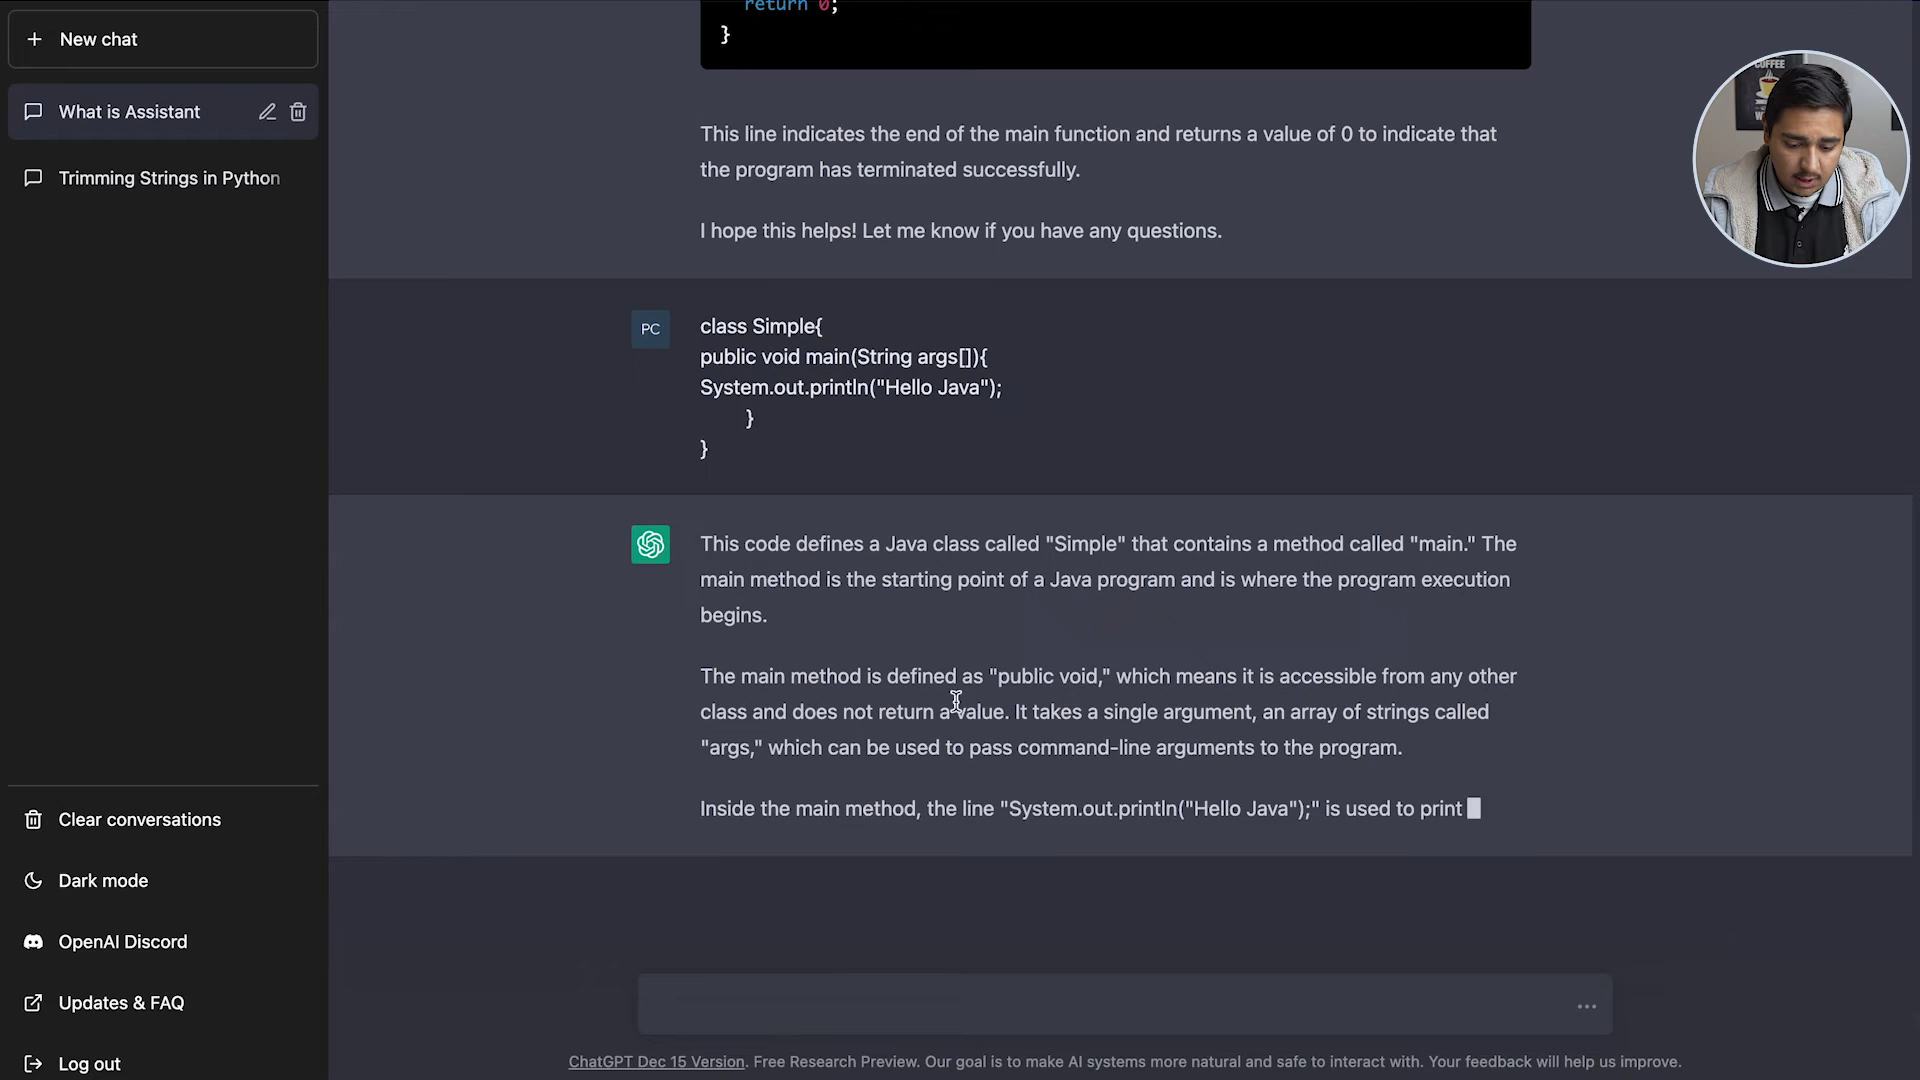 New chat
What is Assistant
Trimming Strings in Python
Clear conversations
Dark mode
OpenAI Discord
Updates & FAQ
Log out
return 0;
}
This line indicates the end of the main function and returns a value of 0 to indicate that
the program has terminated successfully.
I hope this helps! Let me know if you have any questions.
PC
class Simple{
public void main(String args[]){
System.out.println("Hello Java");
}
}
This code defines a Java class called "Simple" that contains a method called "main." The
main method is the starting point of a Java program and is where the program execution
begins.
The main method is defined as "public void," which means it is accessible from any other
class and does not return a value. It takes a single argument, an array of strings called
"args," which can be used to pass command-line arguments to the program.
Inside the main method, the line "System.out.println("Hello Java");" is used to print
ChatGPT Dec 15 Version. Free Research Preview. Our goal is to make AI systems more natural and safe to interact with. Your feedback will help us improve.
COFFEE